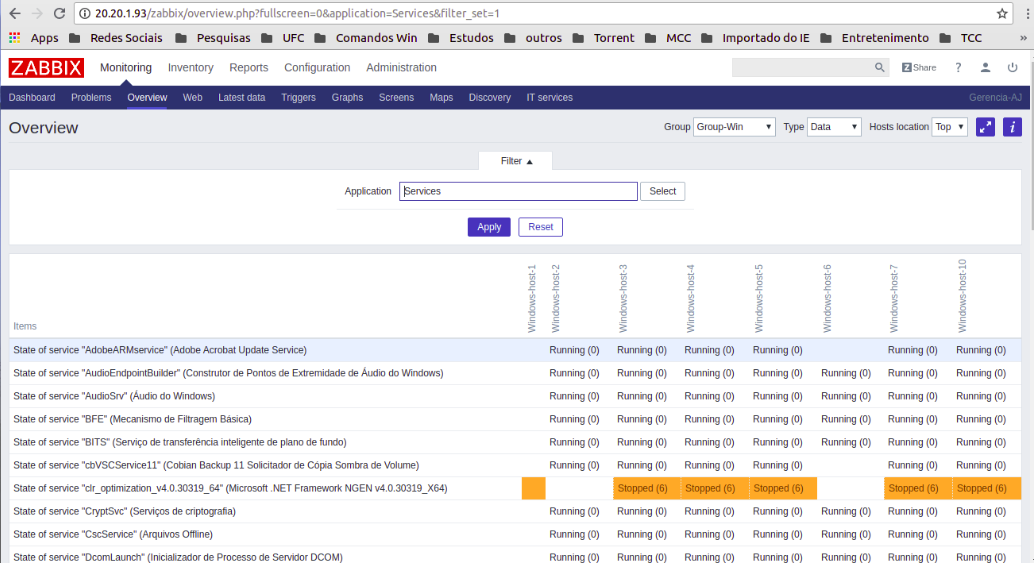 20.20.1.93/zabbix/overview.php?fullscreen=0&application=Services&filter_set=1
Apps Redes Sociais Pesquisas UFC Comandos Win Estudos outros Torrent MCC Importado do IE Entretenimento TCC »
ZABBIX Monitoring Inventory Reports Configuration Administration Z Share ?
Dashboard Problems Overview Web Latest data Triggers Graphs Screens Maps Discovery IT services Gerencia-AJ
Overview Group Group-Win Type Data Hosts location Top i
Filter
Application Services Select
Apply Reset
Items Windows-host-1 Windows-host-2 Windows-host-3 Windows-host-4 Windows-host-5 Windows-host-6 Windows-host-7 Windows-host-10
State of service "AdobeARMservice" (Adobe Acrobat Update Service) Running (0) Running (0) Running (0) Running (0) Running (0) Running (0)
State of service "AudioEndpointBuilder" (Construtor de Pontos de Extremidade de Áudio do Windows) Running (0) Running (0) Running (0) Running (0) Running (0) Running (0) Running (0)
State of service "AudioSrv" (Áudio do Windows) Running (0) Running (0) Running (0) Running (0) Running (0) Running (0) Running (0)
State of service "BFE" (Mecanismo de Filtragem Básica) Running (0) Running (0) Running (0) Running (0) Running (0) Running (0) Running (0)
State of service "BITS" (Serviço de transferência inteligente de plano de fundo) Running (0) Running (0) Running (0) Running (0) Running (0) Running (0) Running (0)
State of service "cbVSCService11" (Cobian Backup 11 Solicitador de Cópia Sombra de Volume) Running (0) Running (0) Running (0) Running (0) Running (0) Running (0)
State of service "clr_optimization_v4.0.30319_64" (Microsoft .NET Framework NGEN v4.0.30319_X64) Stopped (6) Stopped (6) Stopped (6) Stopped (6) Stopped (6)
State of service "CryptSvc" (Serviços de criptografia) Running (0) Running (0) Running (0) Running (0) Running (0) Running (0) Running (0)
State of service "CscService" (Arquivos Offline) Running (0) Running (0) Running (0) Running (0) Running (0) Running (0) Running (0)
State of service "DcomLaunch" (Inicializador de Processo de Servidor DCOM) Running (0) Running (0) Running (0) Running (0) Running (0) Running (0) Running (0)